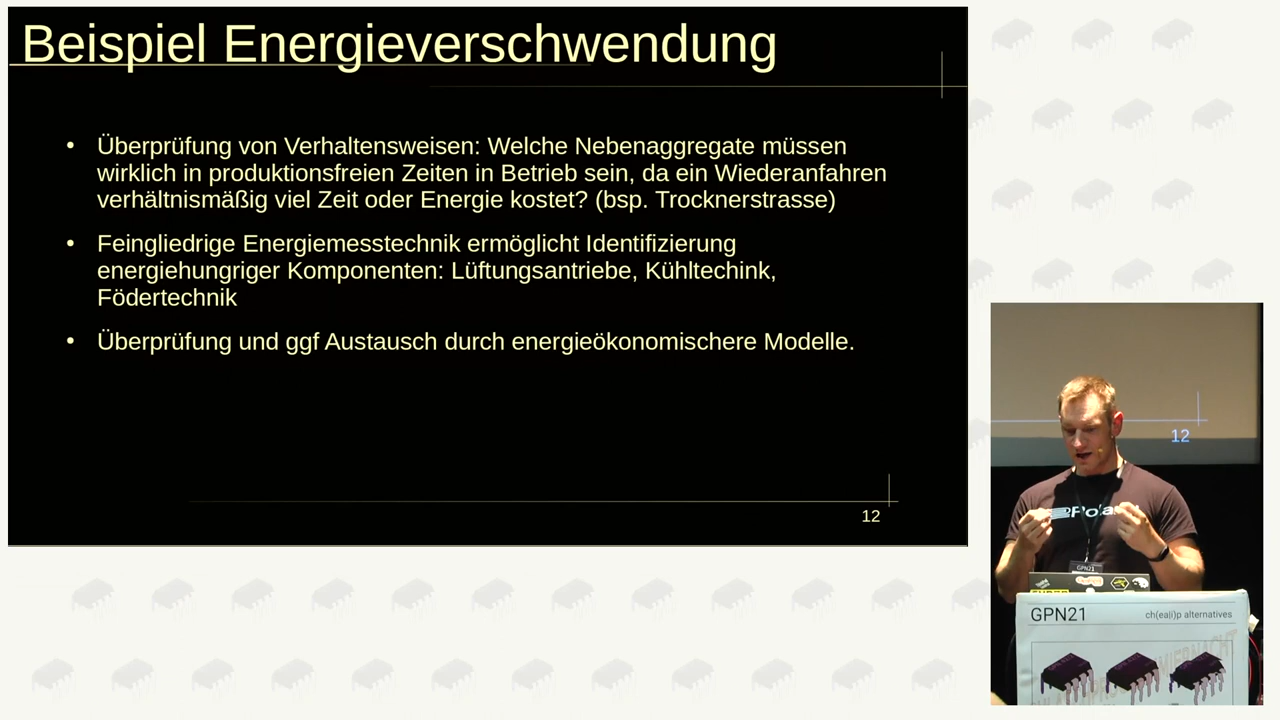 Beispiel Energieverschwendung
• Überprüfung von Verhaltensweisen: Welche Nebenaggregate müssen
wirklich in produktionsfreien Zeiten in Betrieb sein, da ein Wiederanfahren
verhältnismäßig viel Zeit oder Energie kostet? (bsp. Trocknerstrasse)
• Feingliedrige Energiemesstechnik ermöglicht Identifizierung
energiehungriger Komponenten: Lüftungsantriebe, Kühltechink,
Födertechnik
• Überprüfung und ggf Austausch durch energieökonomischere Modelle.
12
12
GPN21
GPN21
ch(ea|i)p alternatives